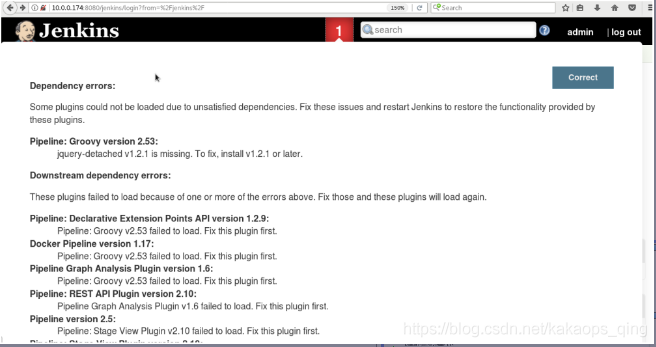 10.0.0.174:8080/jenkins/login?from=%2Fjenkins%2F
150%
Search
Jenkins
1
search
admin
| log out
Correct
Dependency errors:
Some plugins could not be loaded due to unsatisfied dependencies. Fix these issues and restart Jenkins to restore the functionality provided by
these plugins.
Pipeline: Groovy version 2.53:
jquery-detached v1.2.1 is missing. To fix, install v1.2.1 or later.
Downstream dependency errors:
These plugins failed to load because of one or more of the errors above. Fix those and these plugins will load again.
Pipeline: Declarative Extension Points API version 1.2.9:
Pipeline: Groovy v2.53 failed to load. Fix this plugin first.
Docker Pipeline version 1.17:
Pipeline: Groovy v2.53 failed to load. Fix this plugin first.
Pipeline Graph Analysis Plugin version 1.6:
Pipeline: Groovy v2.53 failed to load. Fix this plugin first.
Pipeline: REST API Plugin version 2.10:
Pipeline Graph Analysis Plugin v1.6 failed to load. Fix this plugin first.
Pipeline version 2.5:
Pipeline: Stage View Plugin v2.10 failed to load. Fix this plugin first.
Pipeline: Stage View Plugin version 2.10:
https://blog.csdn.net/kakaops_qing